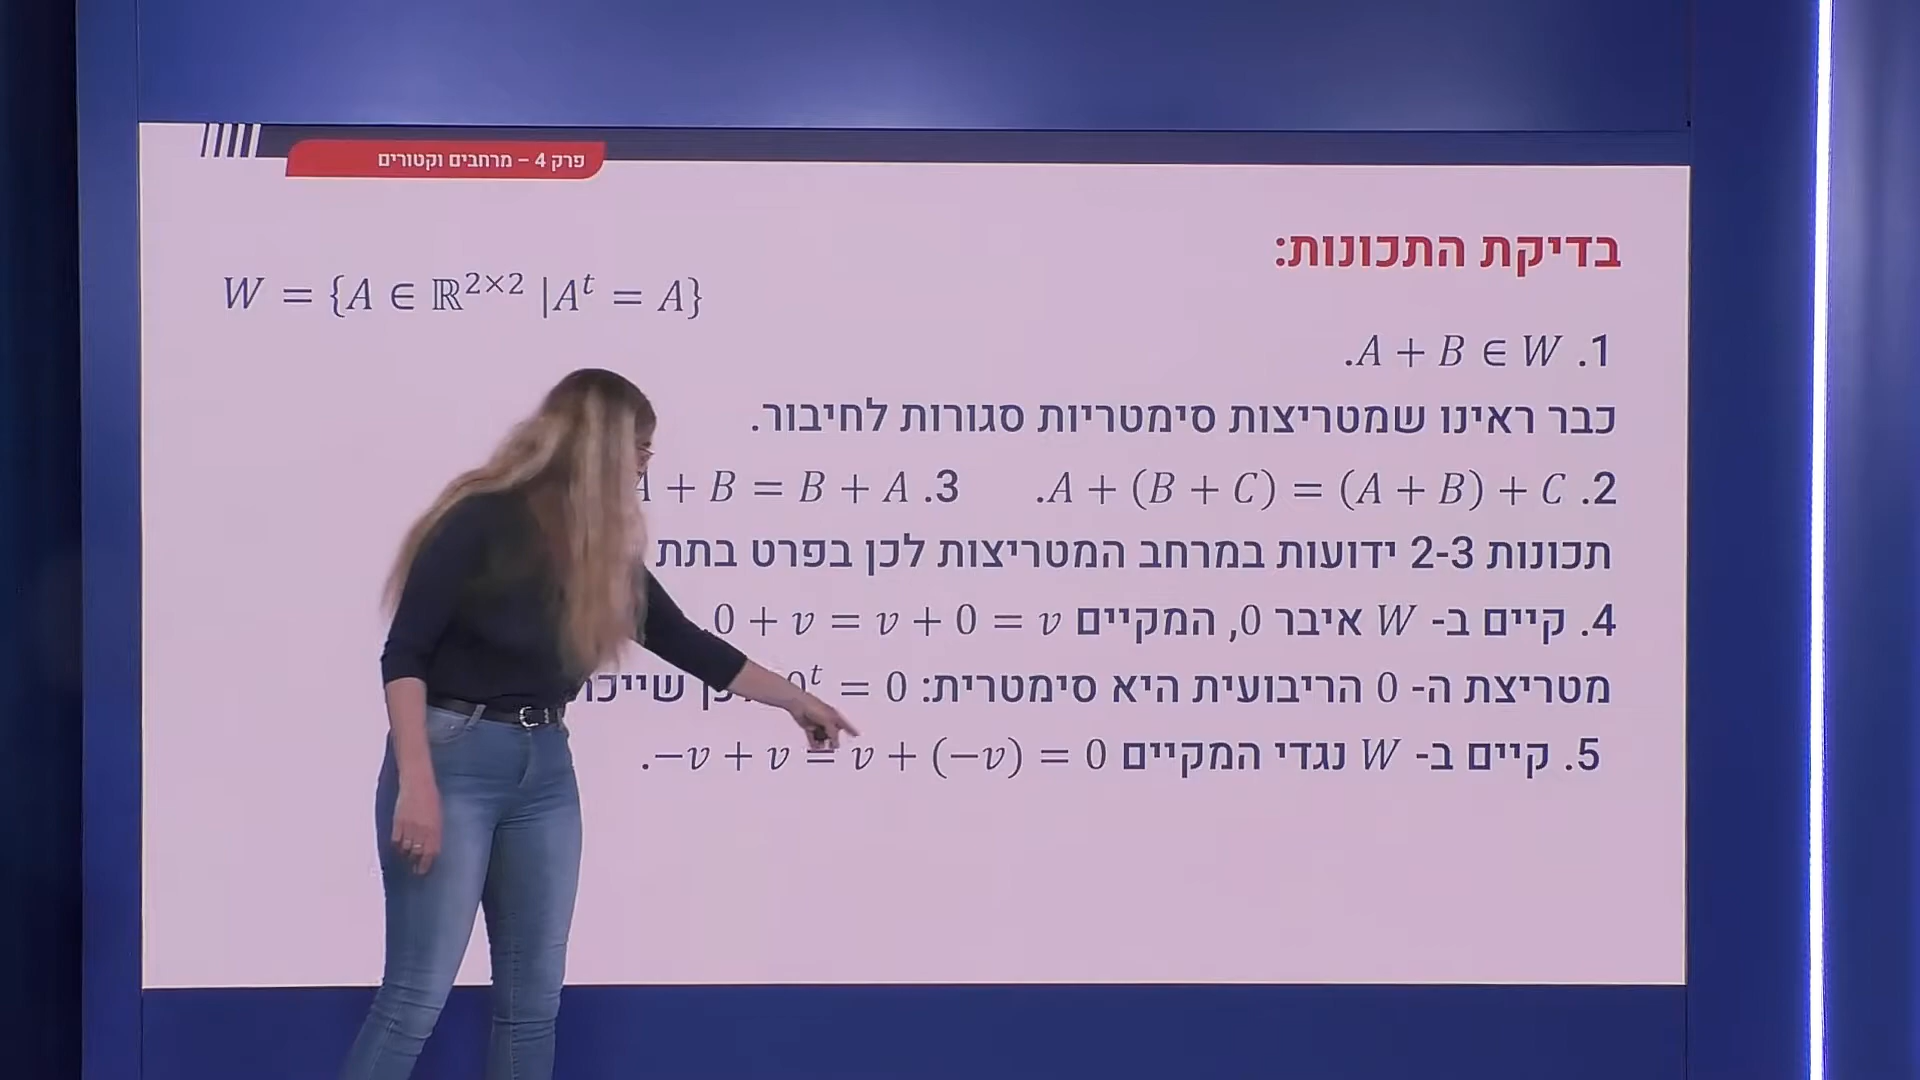 פרק 4 – מרחבים וקטורים
בדיקת התכונות:
W = {A ∈ ℝ^{2×2} | A^t = A}
1. A + B ∈ W.
כבר ראינו שמטריצות סימטריות סגורות לחיבור.
2. A + (B + C) = (A + B) + C. 3. A + B = B + A
תכונות 2-3 ידועות במרחב המטריצות לכן בפרט בתת
4. קיים ב- W איבר 0, המקיים 0 + v = v + 0 = v.
מטריצת ה- 0 הריבועית היא סימטרית: 0^t = 0
5. קיים ב- W נגדי המקיים −v + v = v + (−v) = 0.